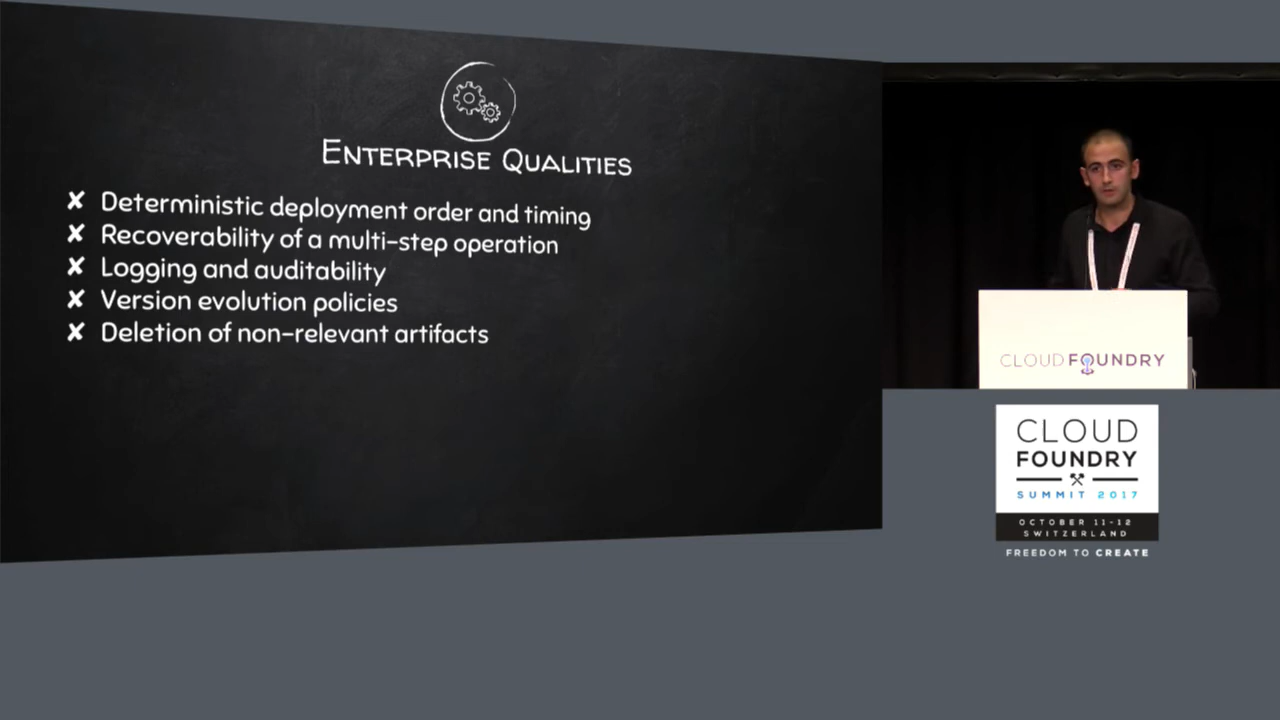 Enterprise Qualities
✘ Deterministic deployment order and timing
✘ Recoverability of a multi-step operation
✘ Logging and auditability
✘ Version evolution policies
✘ Deletion of non-relevant artifacts
CLOUD FOUNDRY
CLOUD
FOUNDRY
SUMMIT 2017
OCTOBER 11-12
SWITZERLAND
FREEDOM TO CREATE